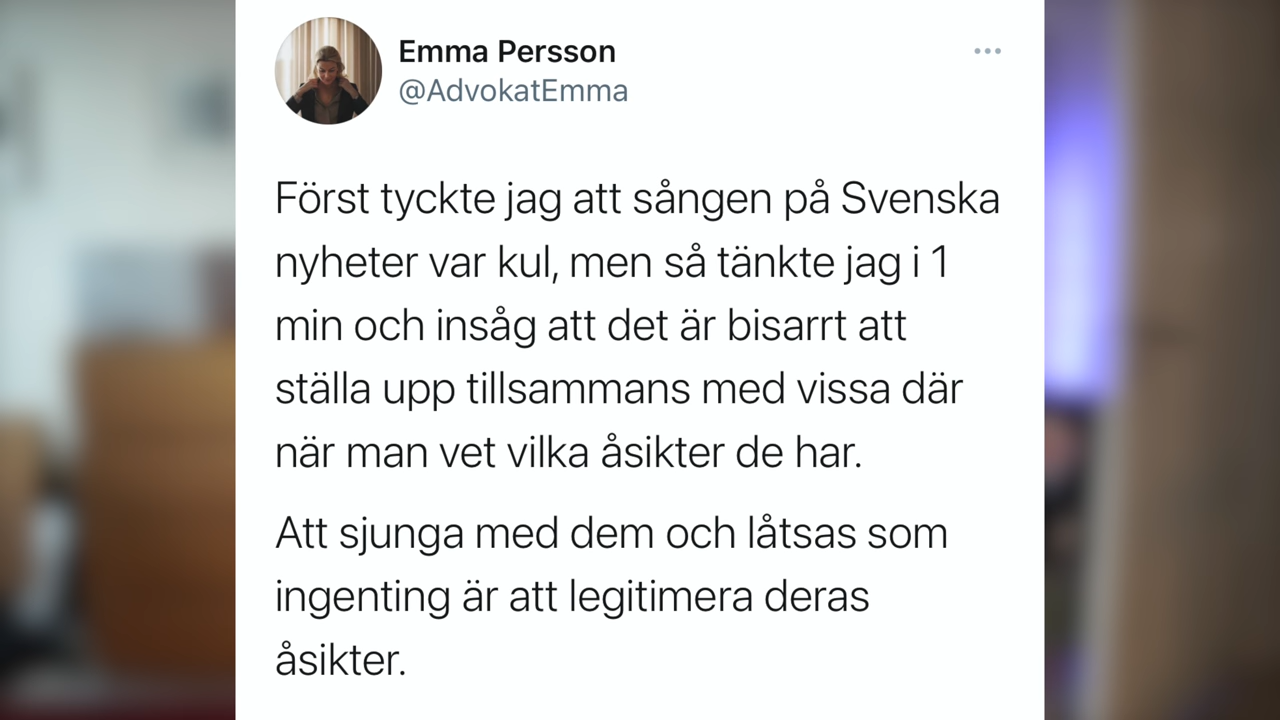 Emma Persson
@AdvokatEmma
Först tyckte jag att sången på Svenska
nyheter var kul, men så tänkte jag i 1
min och insåg att det är bisarrt att
ställa upp tillsammans med vissa där
när man vet vilka åsikter de har.
Att sjunga med dem och låtsas som
ingenting är att legitimera deras
åsikter.